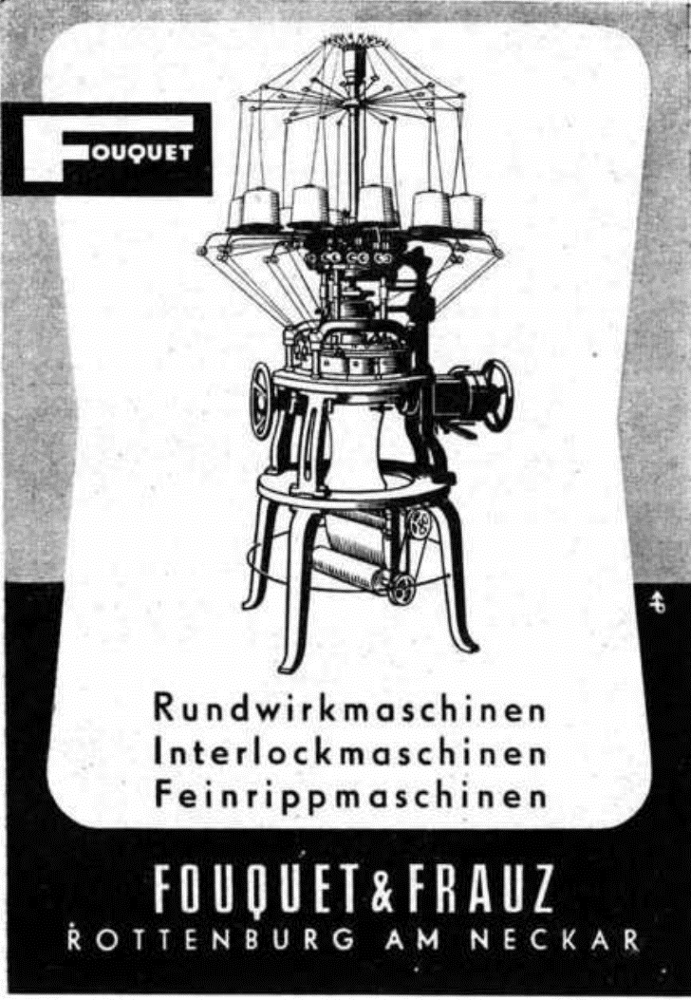 FOUQUET
Rundwirkmaschinen
Interlockmaschinen
Feinrippmaschinen
FOUQUET & FRAUZ
ROTTENBURG AM NECKAR